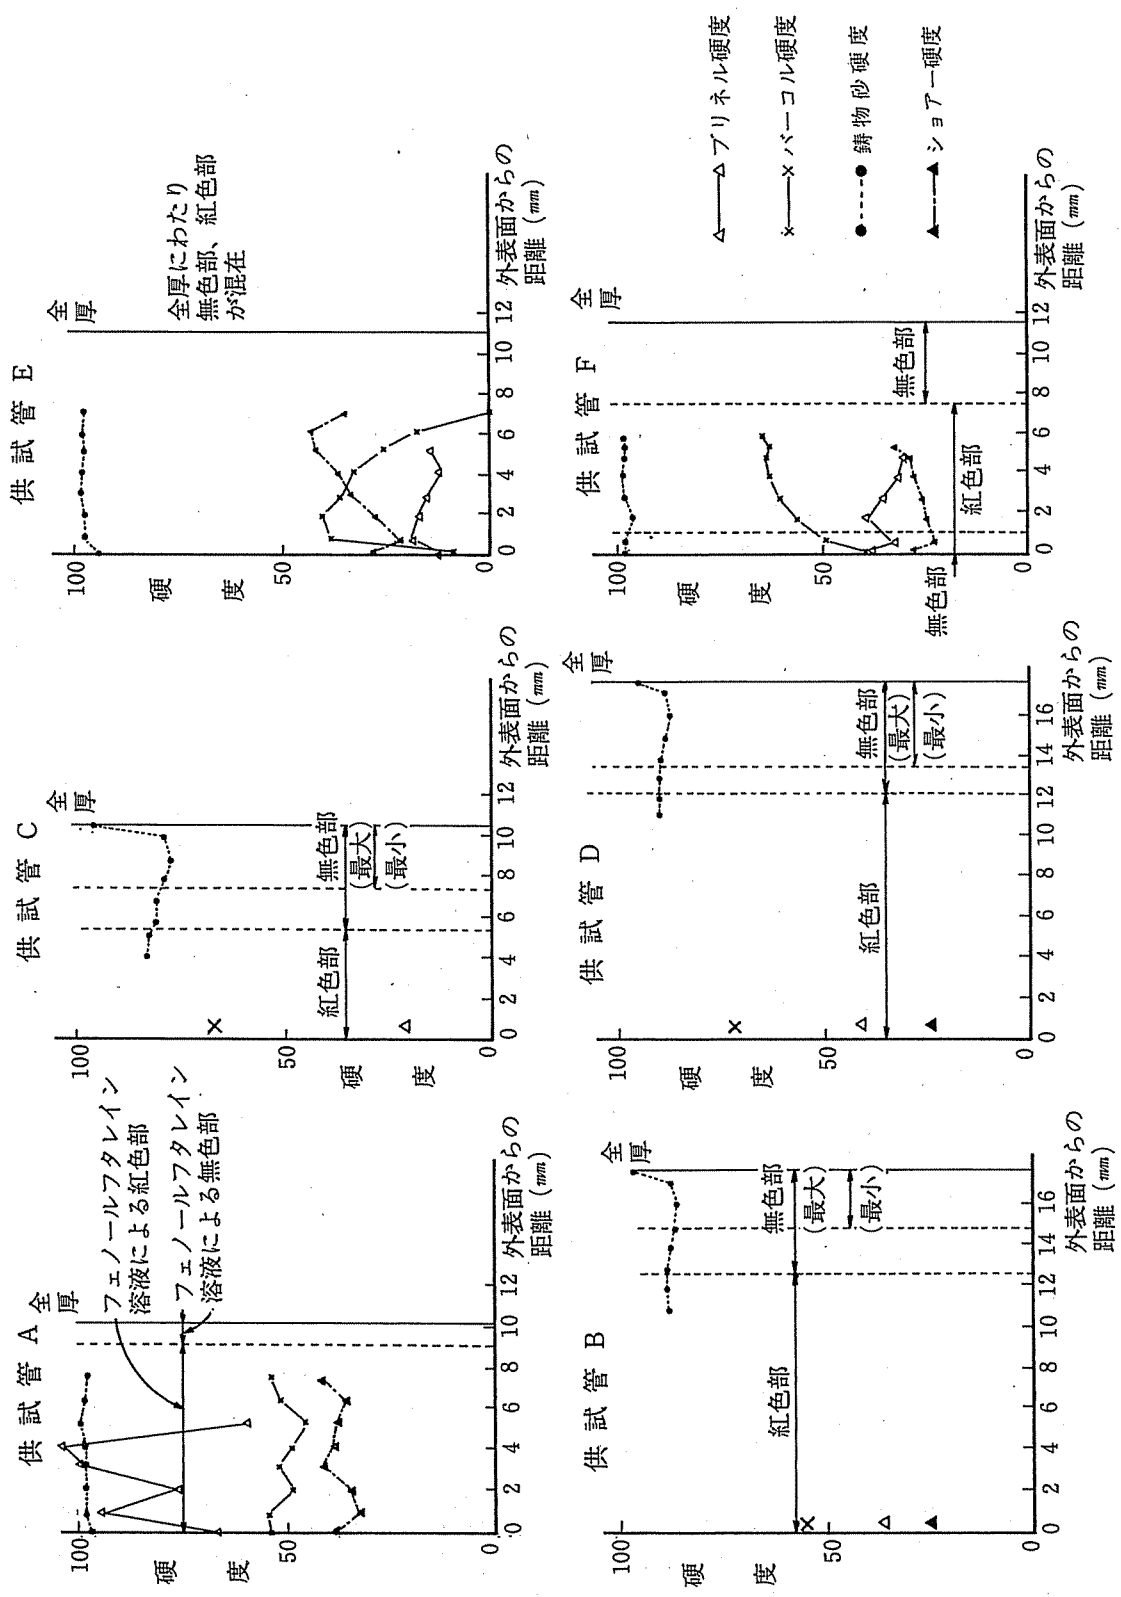 供試管 A
全厚
フェノールフタレイン
溶液による紅色部
フェノールフタレイン
溶液による無色部
100
50
0
硬度
0 2 4 6 8 10 12
外表面からの
距離 (mm)
供試管 C
全厚
100
50
0
硬度
紅色部
無色部
(最大)
(最小)
0 2 4 6 8 10 12
外表面からの
距離 (mm)
供試管 E
全厚
全厚にわたり
無色部、紅色部
が混在
100
50
0
硬度
0 2 4 6 8 10 12
外表面からの
距離 (mm)
供試管 B
全厚
100
50
0
硬度
紅色部
無色部
(最大)
(最小)
0 2 4 6 8 10 12 14 16
外表面からの
距離 (mm)
供試管 D
全厚
100
50
0
硬度
紅色部
無色部
(最大)
(最小)
0 2 4 6 8 10 12 14 16
外表面からの
距離 (mm)
供試管 F
全厚
100
50
0
硬度
無色部
紅色部
無色部
0 2 4 6 8 10 12
外表面からの
距離 (mm)
ブリネル硬度
バーコル硬度
鋳物砂硬度
ショアー硬度